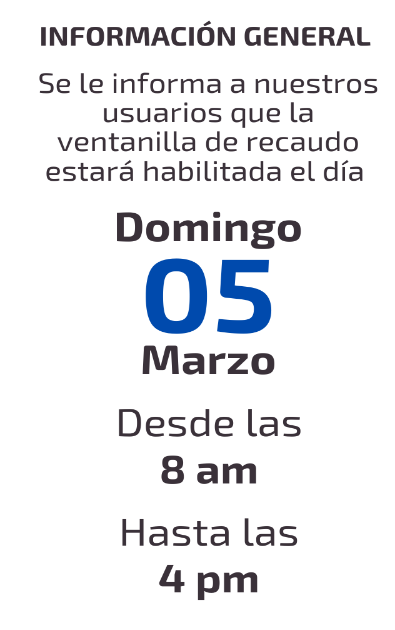 INFORMACIÓN GENERAL
Se le informa a nuestros
usuarios que la
ventanilla de recaudo
estará habilitada el día
Domingo
05
Marzo
Desde las
8 am
Hasta las
4 pm